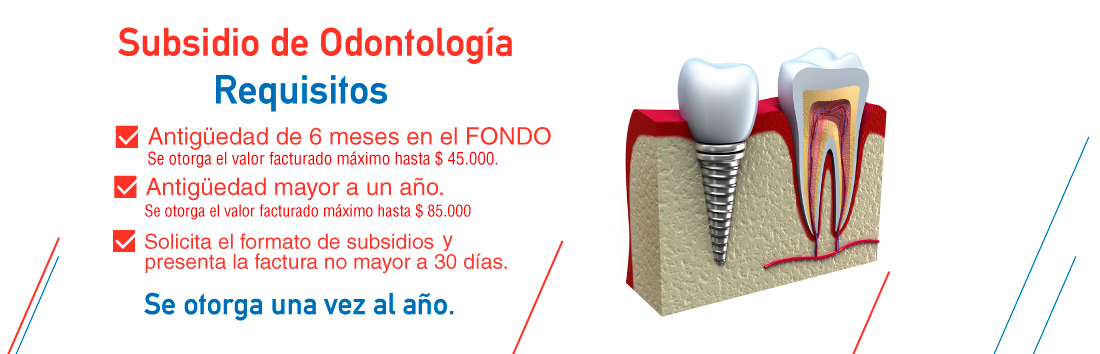 Subsidio de Odontología
Requisitos
Antigüedad de 6 meses en el FONDO
Se otorga el valor facturado máximo hasta $ 45.000.
Antigüedad mayor a un año.
Se otorga el valor facturado máximo hasta $ 85.000
Solicita el formato de subsidios y
presenta la factura no mayor a 30 días.
Se otorga una vez al año.